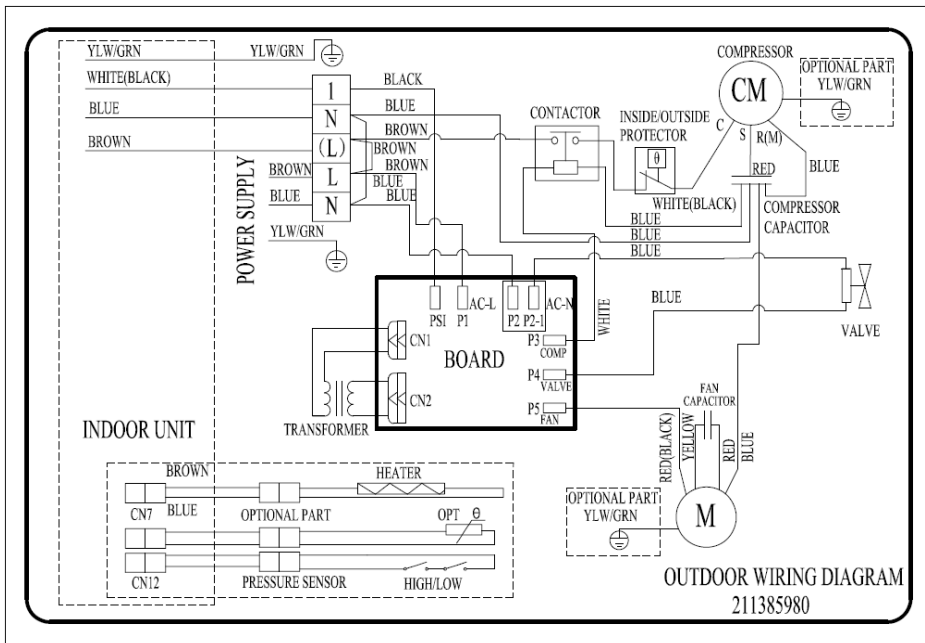 YLW/GRN
YLW/GRN
WHITE(BLACK)
BLUE
BROWN
1
N
(L)
L
N
BLACK
BLUE
BROWN
BROWN
BROWN
BLUE
BLUE
POWER SUPPLY
BROWN
BLUE
YLW/GRN
CONTACTOR
INSIDE/OUTSIDE
PROTECTOR
θ
COMPRESSOR
CM
C
S
R(M)
OPTIONAL PART
YLW/GRN
BLUE
RED
WHITE(BLACK)
COMPRESSOR
CAPACITOR
BLUE
BLUE
BLUE
PSI
P1
AC-L
P2
P2-1
AC-N
CN1
BOARD
P3
COMP
WHITE
BLUE
VALVE
P4
VALVE
CN2
P5
FAN
TRANSFORMER
FAN
CAPACITOR
RED(BLACK)
YELLOW
RED
BLUE
M
OPTIONAL PART
YLW/GRN
INDOOR UNIT
BROWN
HEATER
CN7
BLUE
OPTIONAL PART
OPT
θ
CN12
PRESSURE SENSOR
HIGH/LOW
OUTDOOR WIRING DIAGRAM
211385980